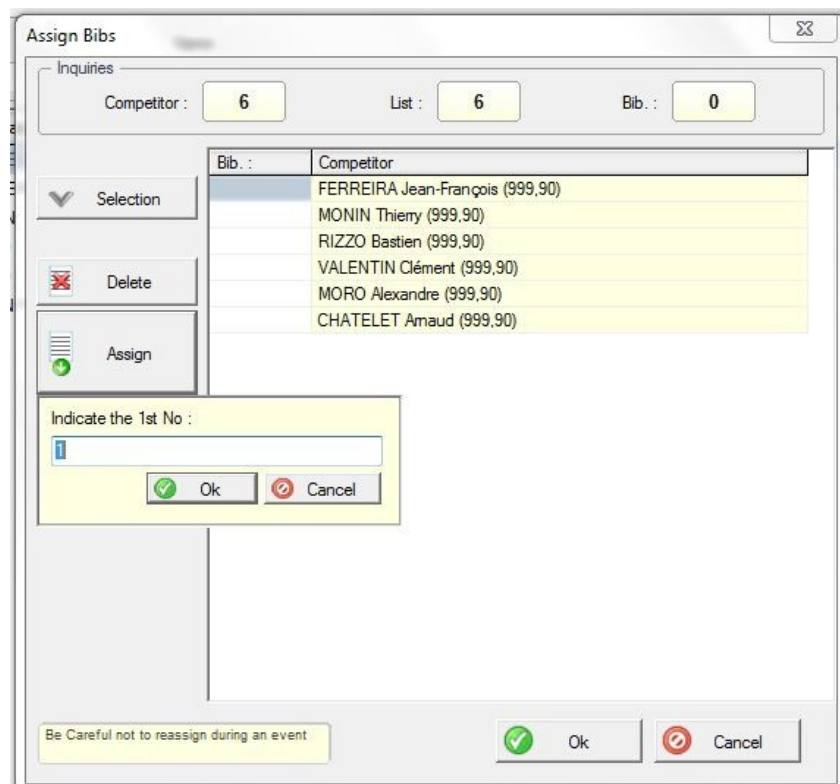 Assign Bibs
Inquiries
Competitor : 6 List : 6 Bib. : 0
Bib. : Competitor
Selection
FERREIRA Jean-François (999,90)
MONIN Thierry (999,90)
RIZZO Bastien (999,90)
Delete
VALENTIN Clément (999,90)
MORO Alexandre (999,90)
CHATELET Arnaud (999,90)
Assign
Indicate the 1st No :
1
Ok Cancel
Be Careful not to reassign during an event
Ok Cancel